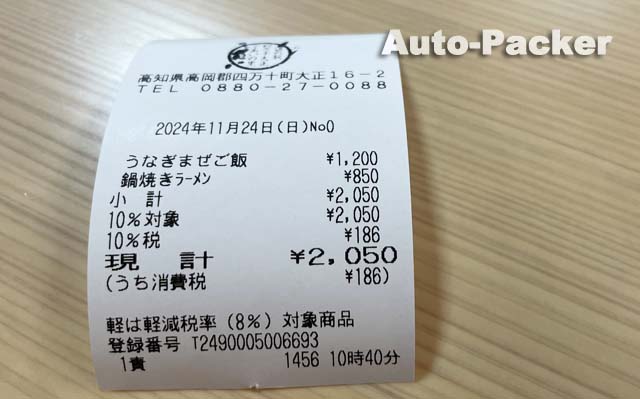 Auto-Packer
高知県高岡郡四万十町大正16-2
TEL 0880-27-0088
2024年11月24日(日)No0
うなぎまぜご飯 ¥1,200
鍋焼きﾗｰﾒﾝ ¥850
小 計 ¥2,050
10%対象 ¥2,050
10%税 ¥186
現 計 ¥2,050
(うち消費税 ¥186)
軽は軽減税率(8%)対象商品
登録番号 T2490005006693
1責 1456 10時40分